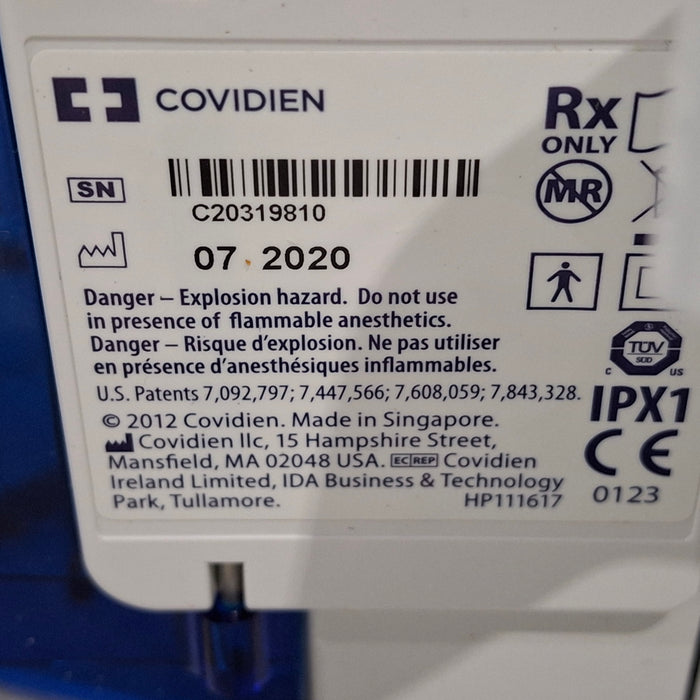 COVIDIEN
Rx
ONLY
SN
C20319810
MR
07 2020
Danger – Explosion hazard. Do not use
in presence of flammable anesthetics.
Danger – Risque d'explosion. Ne pas utiliser
en présence d'anesthésiques inflammables.
TÜV
SÜD
C US
U.S. Patents 7,092,797; 7,447,566; 7,608,059; 7,843,328.
IPX1
© 2012 Covidien. Made in Singapore.
Covidien llc, 15 Hampshire Street,
Mansfield, MA 02048 USA. EC REP Covidien
Ireland Limited, IDA Business & Technology
Park, Tullamore. HP111617
CE
0123